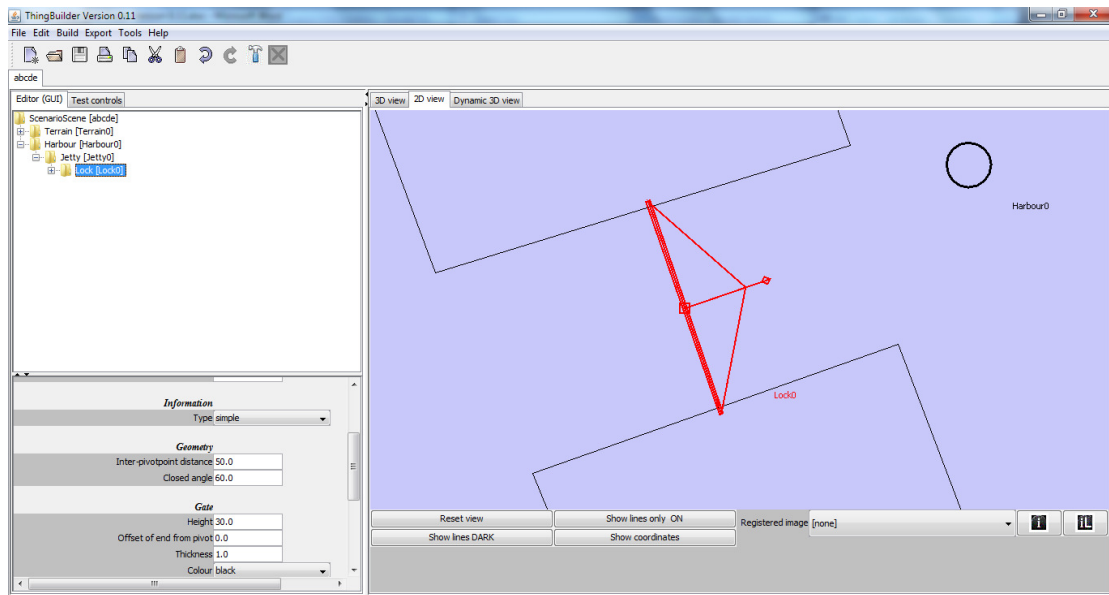 ThingBuilder Version 0.11
File Edit Build Export Tools Help
abcde
Editor (GUI) Test controls
3D view 2D view Dynamic 3D view
ScenarioScene [abcde]
Terrain [Terrain0]
Harbour [Harbour0]
Jetty [Jetty0]
Lock [Lock0]
Harbour0
Lock0
Information
Type simple
Geometry
Inter-pivotpoint distance 50.0
Closed angle 60.0
Gate
Height 30.0
Offset of end from pivot 0.0
Thickness 1.0
Colour black
Reset view Show lines only ON Registered image [none] i iL
Show lines DARK Show coordinates